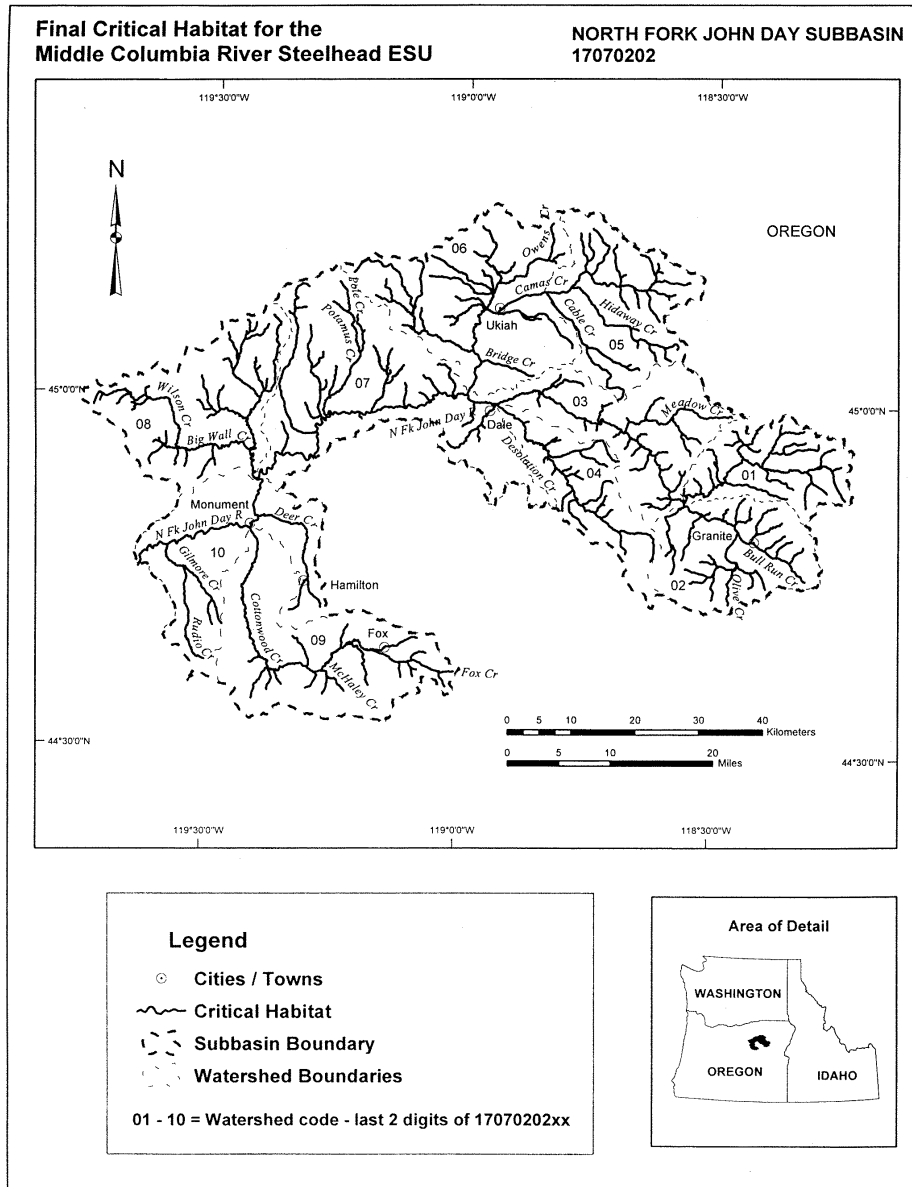 Final Critical Habitat for the
Middle Columbia River Steelhead ESU
NORTH FORK JOHN DAY SUBBASIN
17070202
119°30'0"W
119°0'0"W
118°30'0"W
N
OREGON
06
Owens Cr
Camas Cr
Ukiah
Cable Cr
Hidaway Cr
05
Pole Cr
Potamus Cr
Bridge Cr
07
45°0'0"N
45°0'0"N
Wilson Cr
08
Big Wall Cr
N Fk John Day R
Dale
03
Meadow Cr
Desolation Cr
04
01
Monument
N Fk John Day R
Deer Cr
Granite
Bull Run Cr
10
Gilmore Cr
Hamilton
02
Olive Cr
Rudio Cr
Cottonwood Cr
09
Fox
McHaley Cr
Fox Cr
0 5 10 20 30 40
Kilometers
0 5 10 20
Miles
44°30'0"N
44°30'0"N
119°30'0"W
119°0'0"W
118°30'0"W
Legend
Cities / Towns
Critical Habitat
Subbasin Boundary
Watershed Boundaries
01 - 10 = Watershed code - last 2 digits of 17070202xx
Area of Detail
WASHINGTON
OREGON
IDAHO